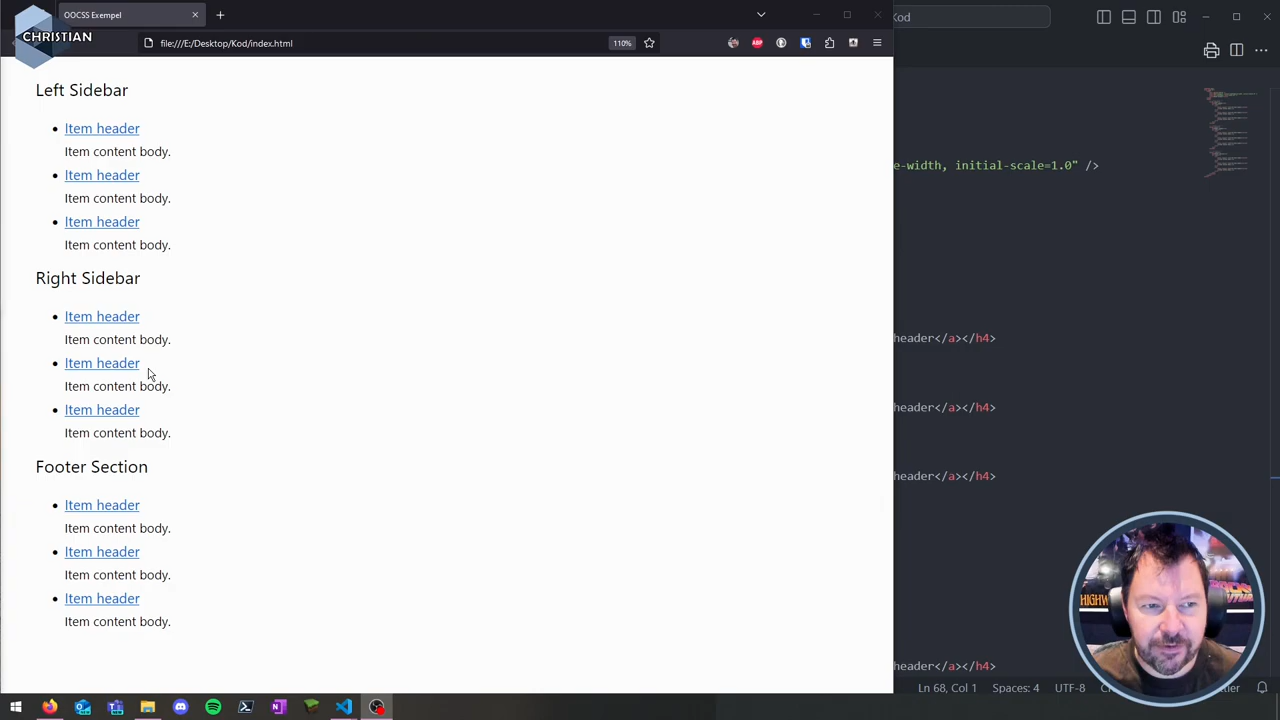 OOCSS Exempel
Kod
CHRISTIAN
file:///E:/Desktop/Kod/index.html
110%
ABP
Left Sidebar
Item header
Item content body.
Item header
Item content body.
Item header
Item content body.
Right Sidebar
Item header
Item content body.
Item header
Item content body.
Item header
Item content body.
Footer Section
Item header
Item content body.
Item header
Item content body.
Item header
Item content body.
e-width, initial-scale=1.0" />
header</a></h4>
header</a></h4>
header</a></h4>
header</a></h4>
Ln 68, Col 1
Spaces: 4
UTF-8